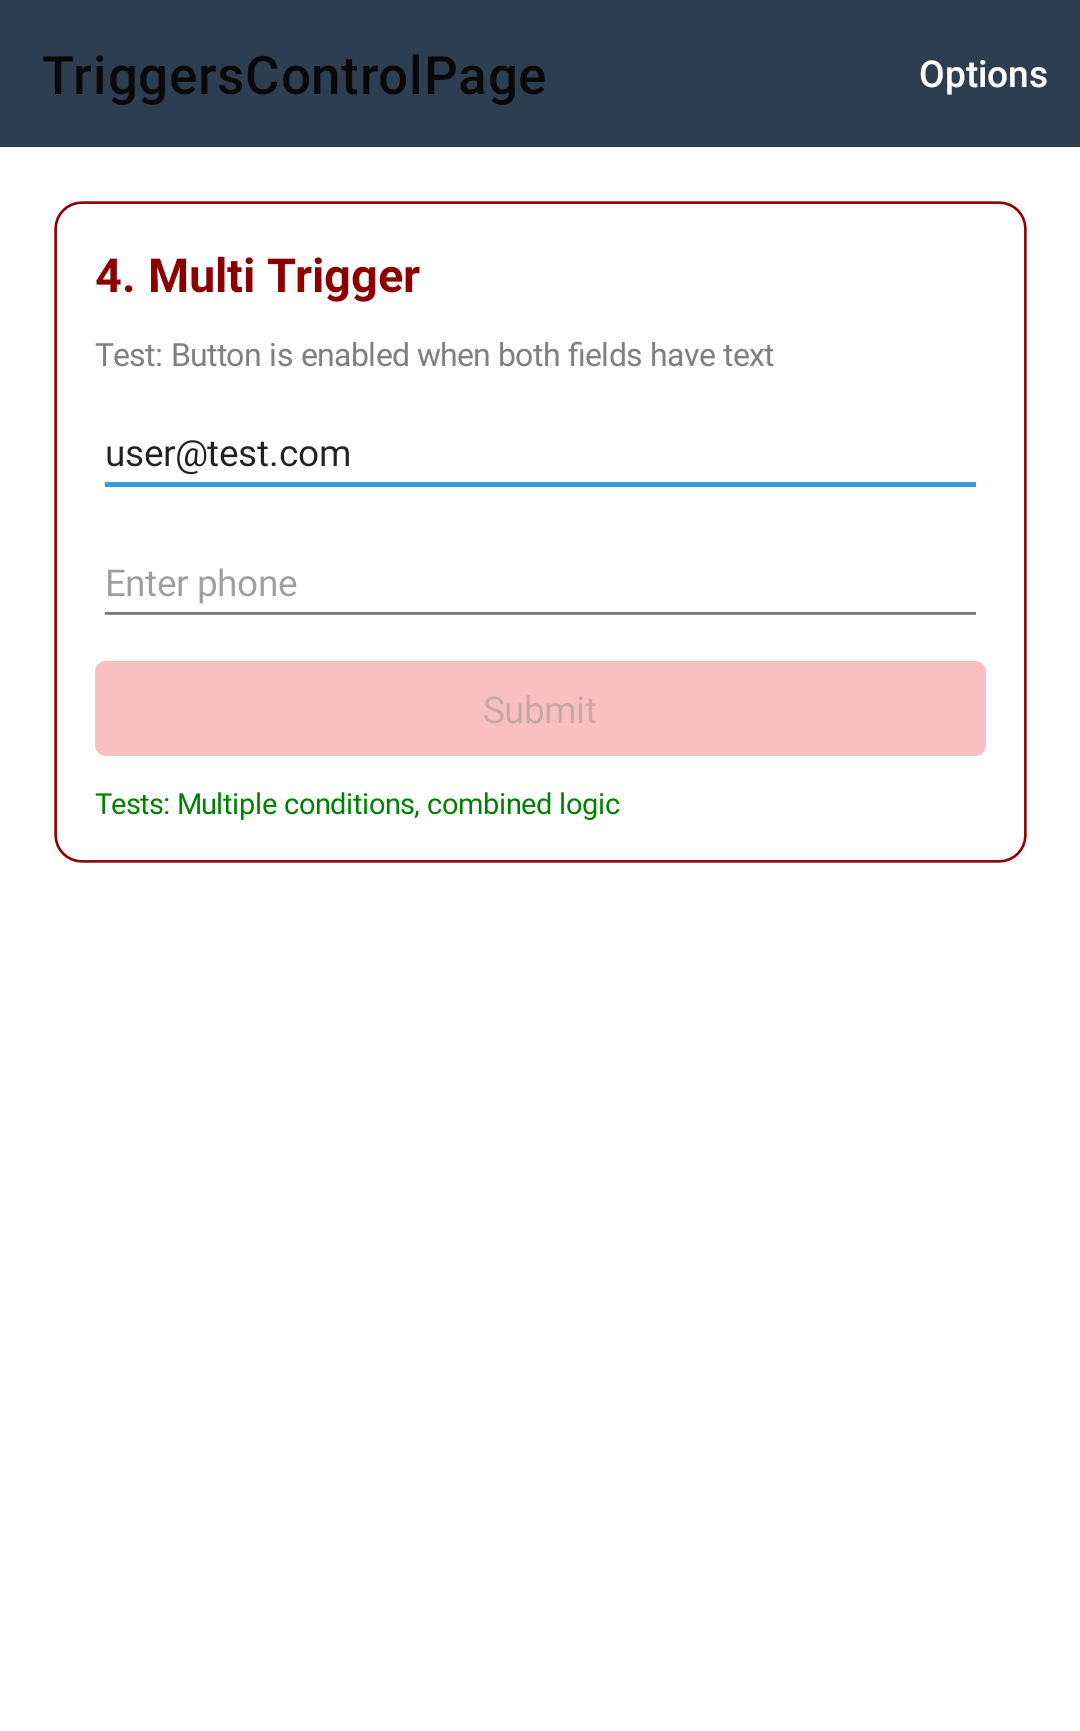 TriggersControlPage
Options
4. Multi Trigger
Test: Button is enabled when both fields have text
user@test.com
Enter phone
Submit
Tests: Multiple conditions, combined logic